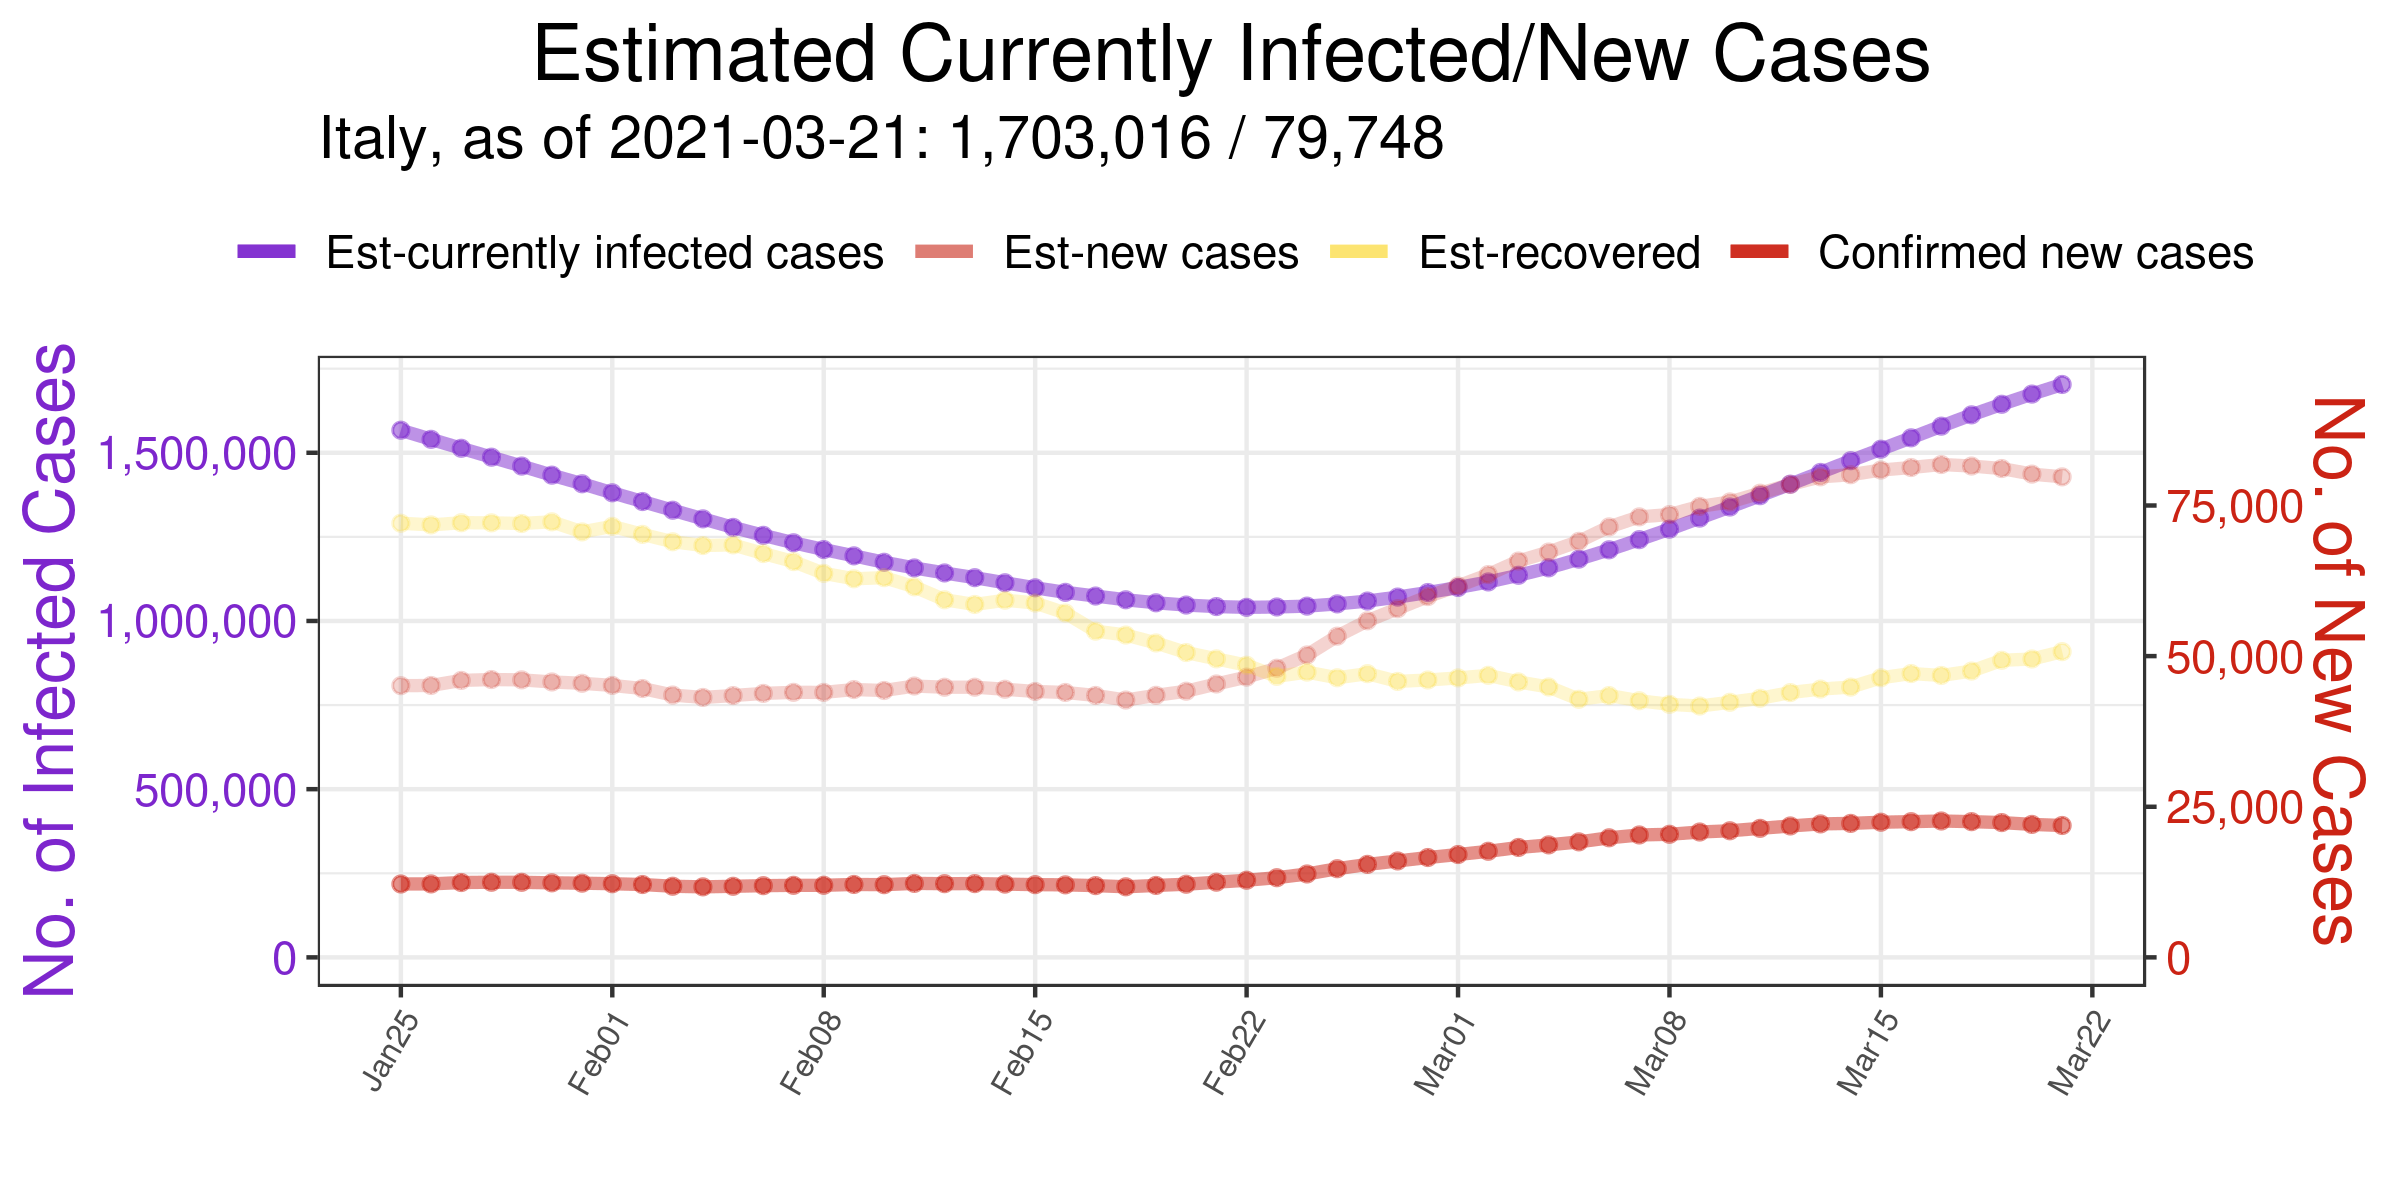 Estimated Currently Infected/New Cases
Italy, as of 2021-03-21: 1,703,016 / 79,748
Est-currently infected cases Est-new cases Est-recovered Confirmed new cases
No. of Infected Cases
1,500,000
1,000,000
500,000
0
75,000
50,000
25,000
0
No. of New Cases
Jan25 Feb01 Feb08 Feb15 Feb22 Mar01 Mar08 Mar15 Mar22